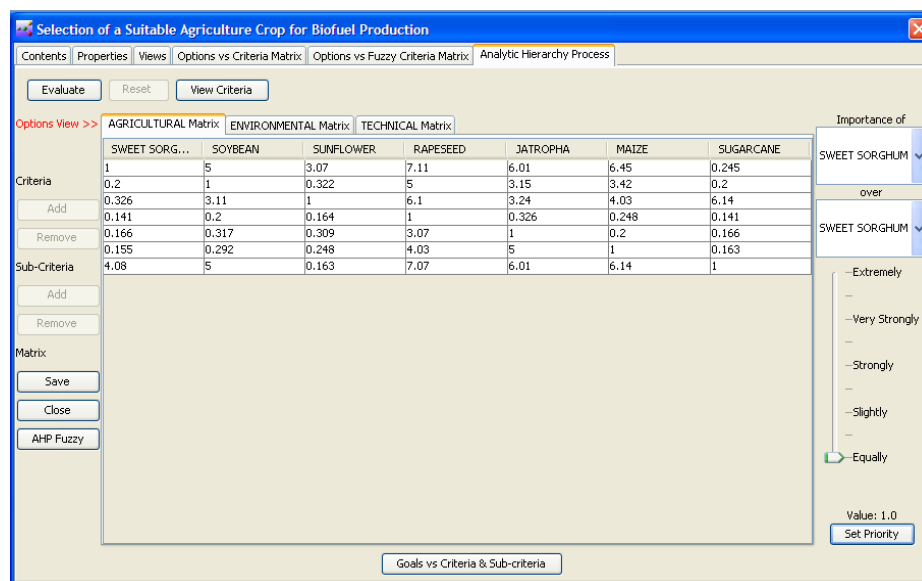 Selection of a Suitable Agriculture Crop for Biofuel Production
Contents Properties Views Options vs Criteria Matrix Options vs Fuzzy Criteria Matrix Analytic Hierarchy Process
Evaluate Reset View Criteria
Options View >> AGRICULTURAL Matrix ENVIRONMENTAL Matrix TECHNICAL Matrix
SWEET SORG... SOYBEAN SUNFLOWER RAPESEED JATROPHA MAIZE SUGARCANE
1 5 3.07 7.11 6.01 6.45 0.245
0.2 1 0.322 5 3.15 3.42 0.2
0.326 3.11 1 6.1 3.24 4.03 6.14
0.141 0.2 0.164 1 0.326 0.248 0.141
0.166 0.317 0.309 3.07 1 0.2 0.166
0.155 0.292 0.248 4.03 5 1 0.163
4.08 5 0.163 7.07 6.01 6.14 1
Criteria
Add
Remove
Sub-Criteria
Add
Remove
Matrix
Save
Close
AHP Fuzzy
Importance of
SWEET SORGHUM
over
SWEET SORGHUM
Extremely
Very Strongly
Strongly
Slightly
Equally
Value: 1.0
Set Priority
Goals vs Criteria & Sub-criteria